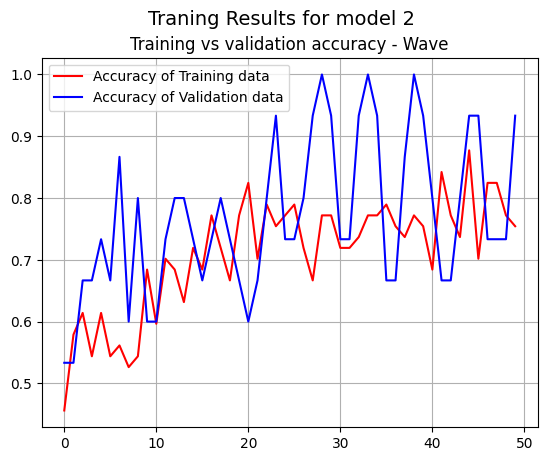 Traning Results for model 2
Training vs validation accuracy - Wave
Accuracy of Training data
Accuracy of Validation data
1.0
0.9
0.8
0.7
0.6
0.5
0 10 20 30 40 50